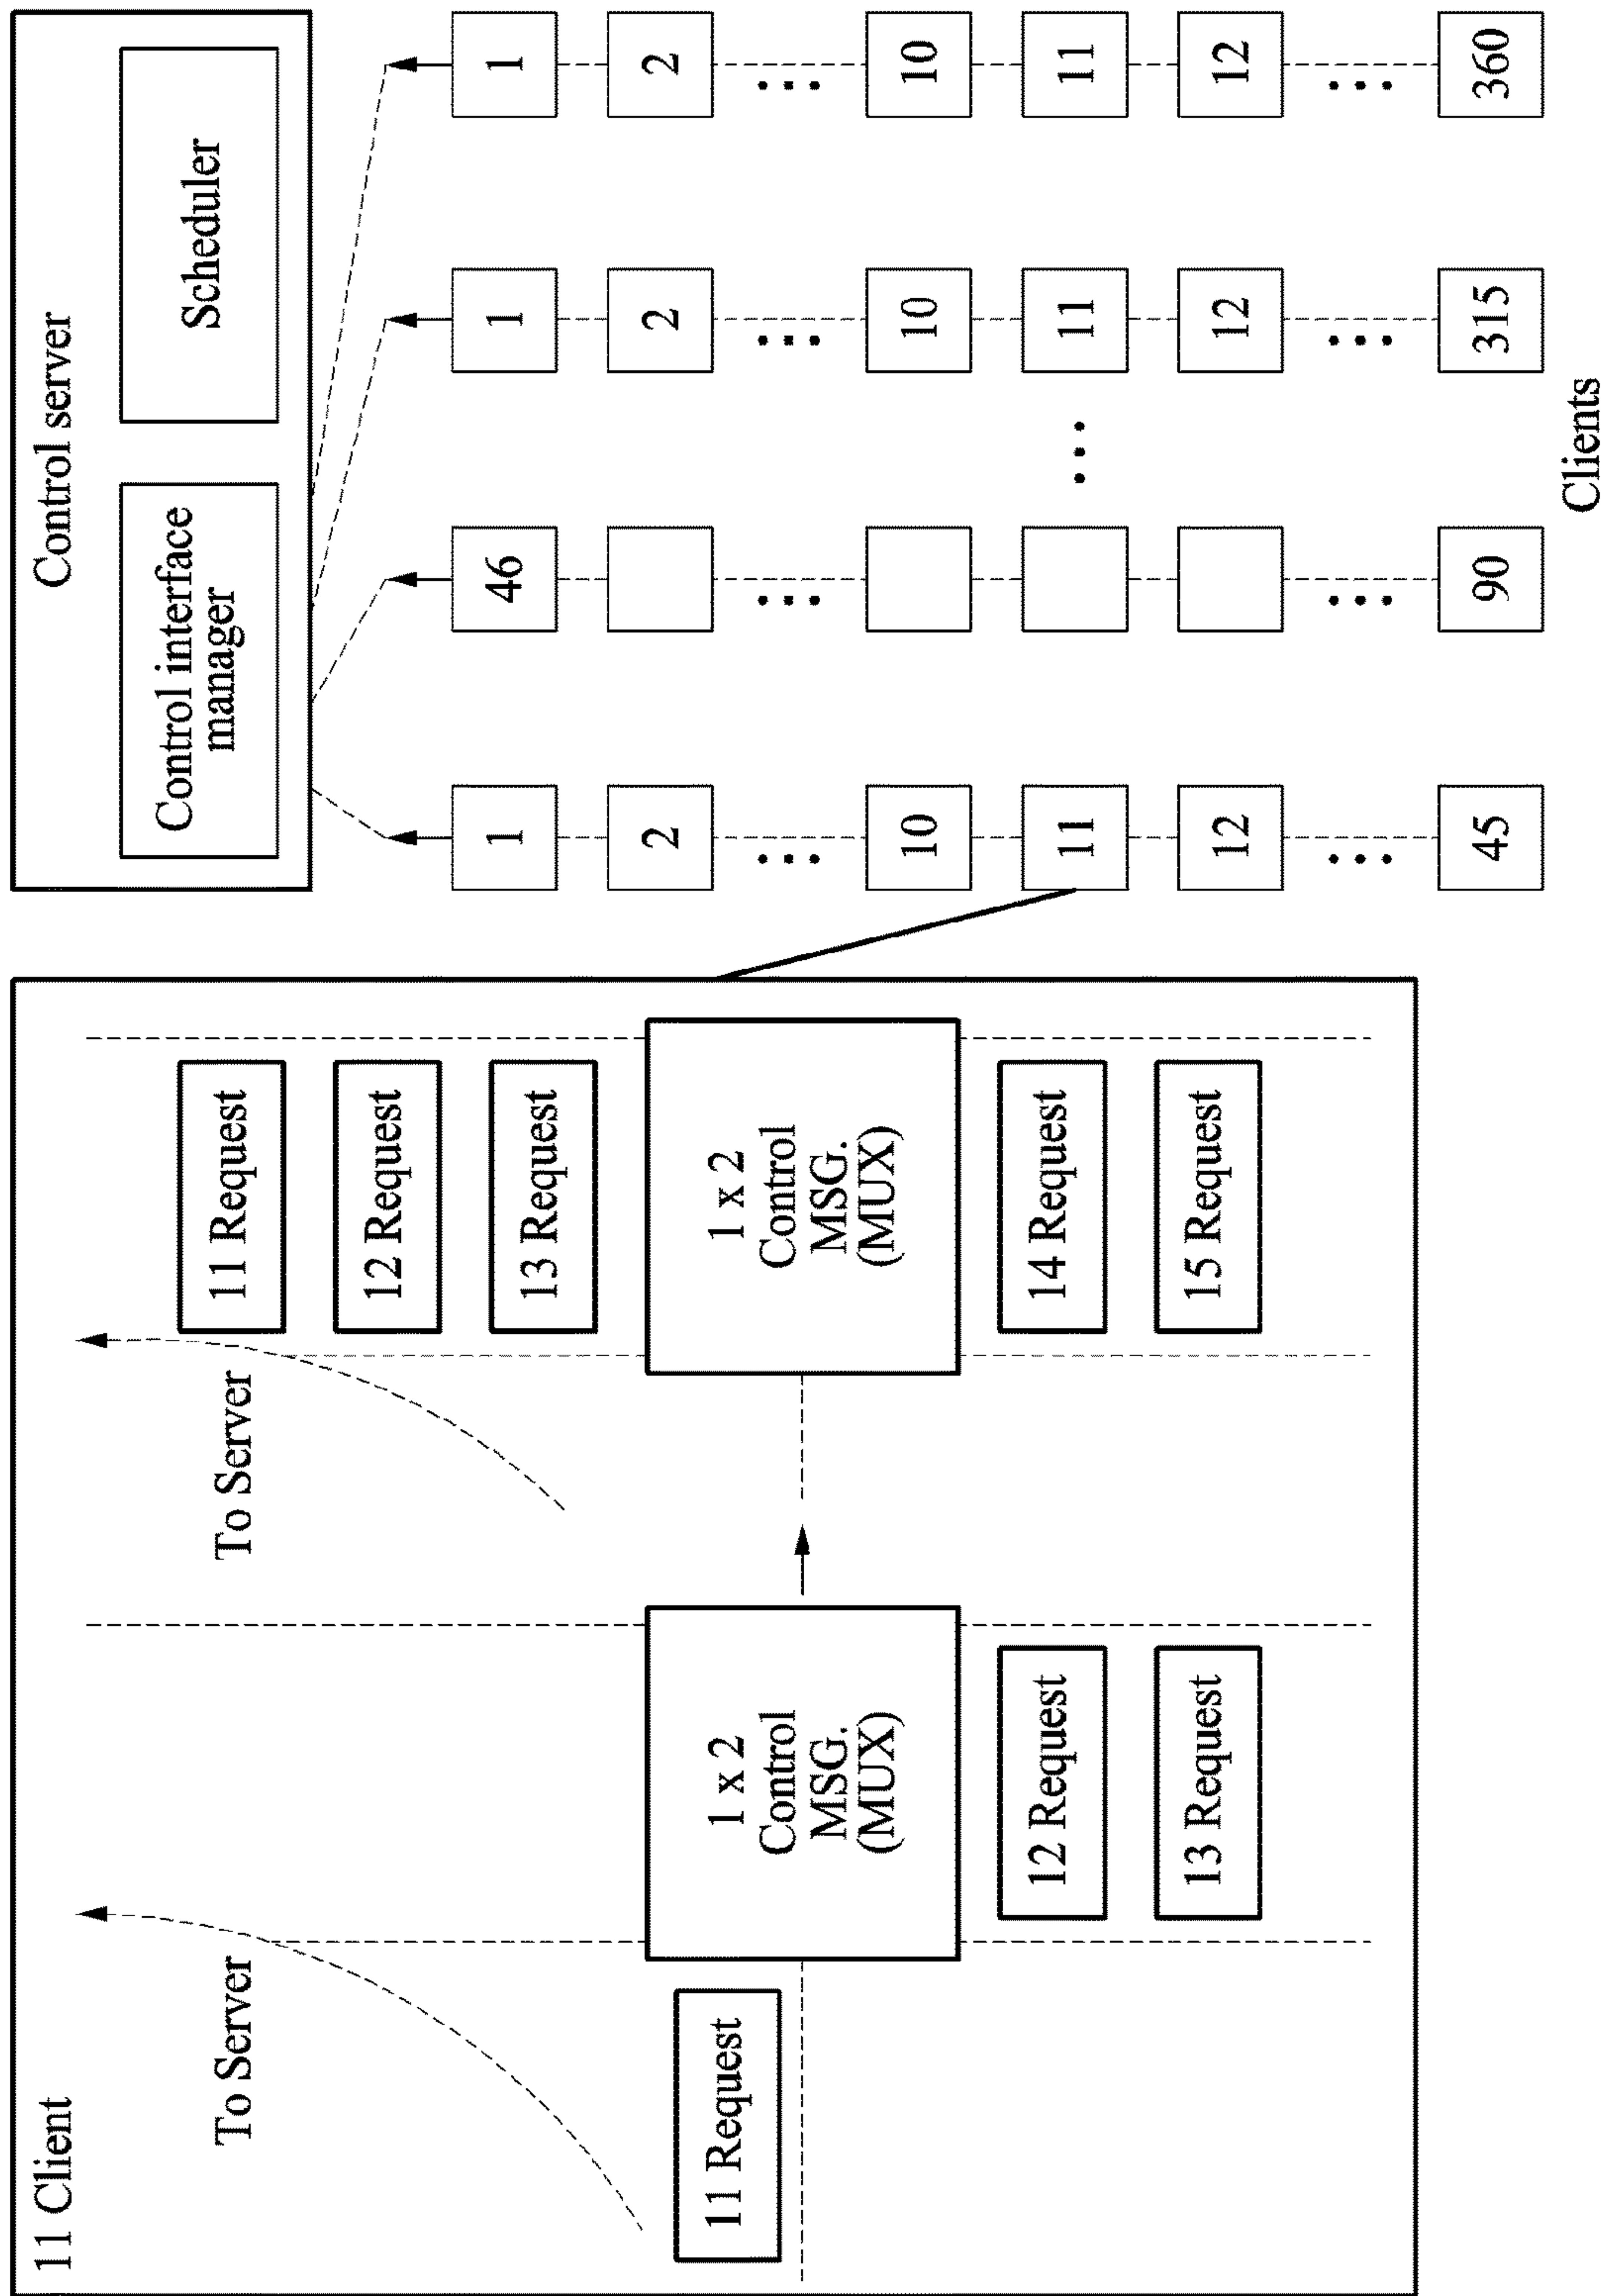 11 Client
To Server
To Server
11 Request
1 x 2
Control
MSG.
(MUX)
12 Request
13 Request
11 Request
12 Request
13 Request
1 x 2
Control
MSG.
(MUX)
14 Request
15 Request
Control server
Control interface
manager
Scheduler
1
46
1
1
2
2
2
...
...
...
...
10
10
10
11
...
11
11
12
12
12
...
...
...
...
45
90
315
360
Clients